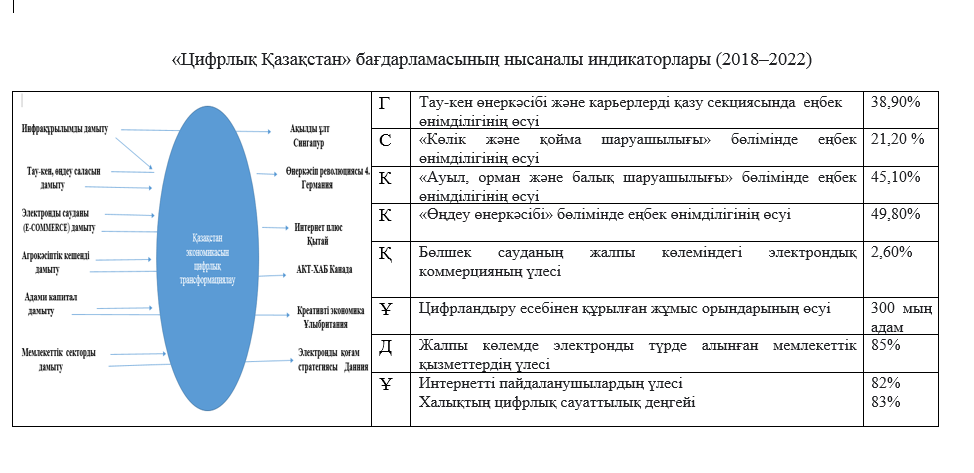 «Цифрлық Қазақстан» бағдарламасының нысаналы индикаторлары (2018–2022)
Инфрақұрылымды дамыту
Тау-кен, өңдеу саласын
дамыту
Электронды сауданы
(E-COMMERCE) дамыту
Агрокәсіптік кешенді
дамыту
Адами капитал
дамыту
Мемлекеттік секторды
дамыту
Қазақстан
экономикасын
цифрлық
трансформациялау
Ақылды ұлт
Сингапур
Өнеркәсіп революциясы 4.
Германия
Интернет плюс
Қытай
АКТ-ХАБ Канада
Креативті экономика
Ұлыбритания
Электронды қоғам
стратегиясы Данния
Г Тау-кен өнеркәсібі және карьерлерді қазу секциясында еңбек 38,90%
өнімділігінің өсуі
С «Көлік және қойма шаруашылығы» бөлімінде еңбек 21,20 %
өнімділігінің өсуі
К «Ауыл, орман және балық шаруашылығы» бөлімінде еңбек 45,10%
өнімділігінің өсуі
К «Өңдеу өнеркәсібі» бөлімінде еңбек өнімділігінің өсуі 49,80%
Қ Бөлшек сауданың жалпы көлеміндегі электрондық 2,60%
коммерцияның үлесі
Ұ Цифрландыру есебінен құрылған жұмыс орындарының өсуі 300 мың
адам
Д Жалпы көлемде электронды түрде алынған мемлекеттік 85%
қызметтердің үлесі
Ұ Интернетті пайдаланушылардың үлесі 82%
Халықтың цифрлық сауаттылық деңгейі 83%